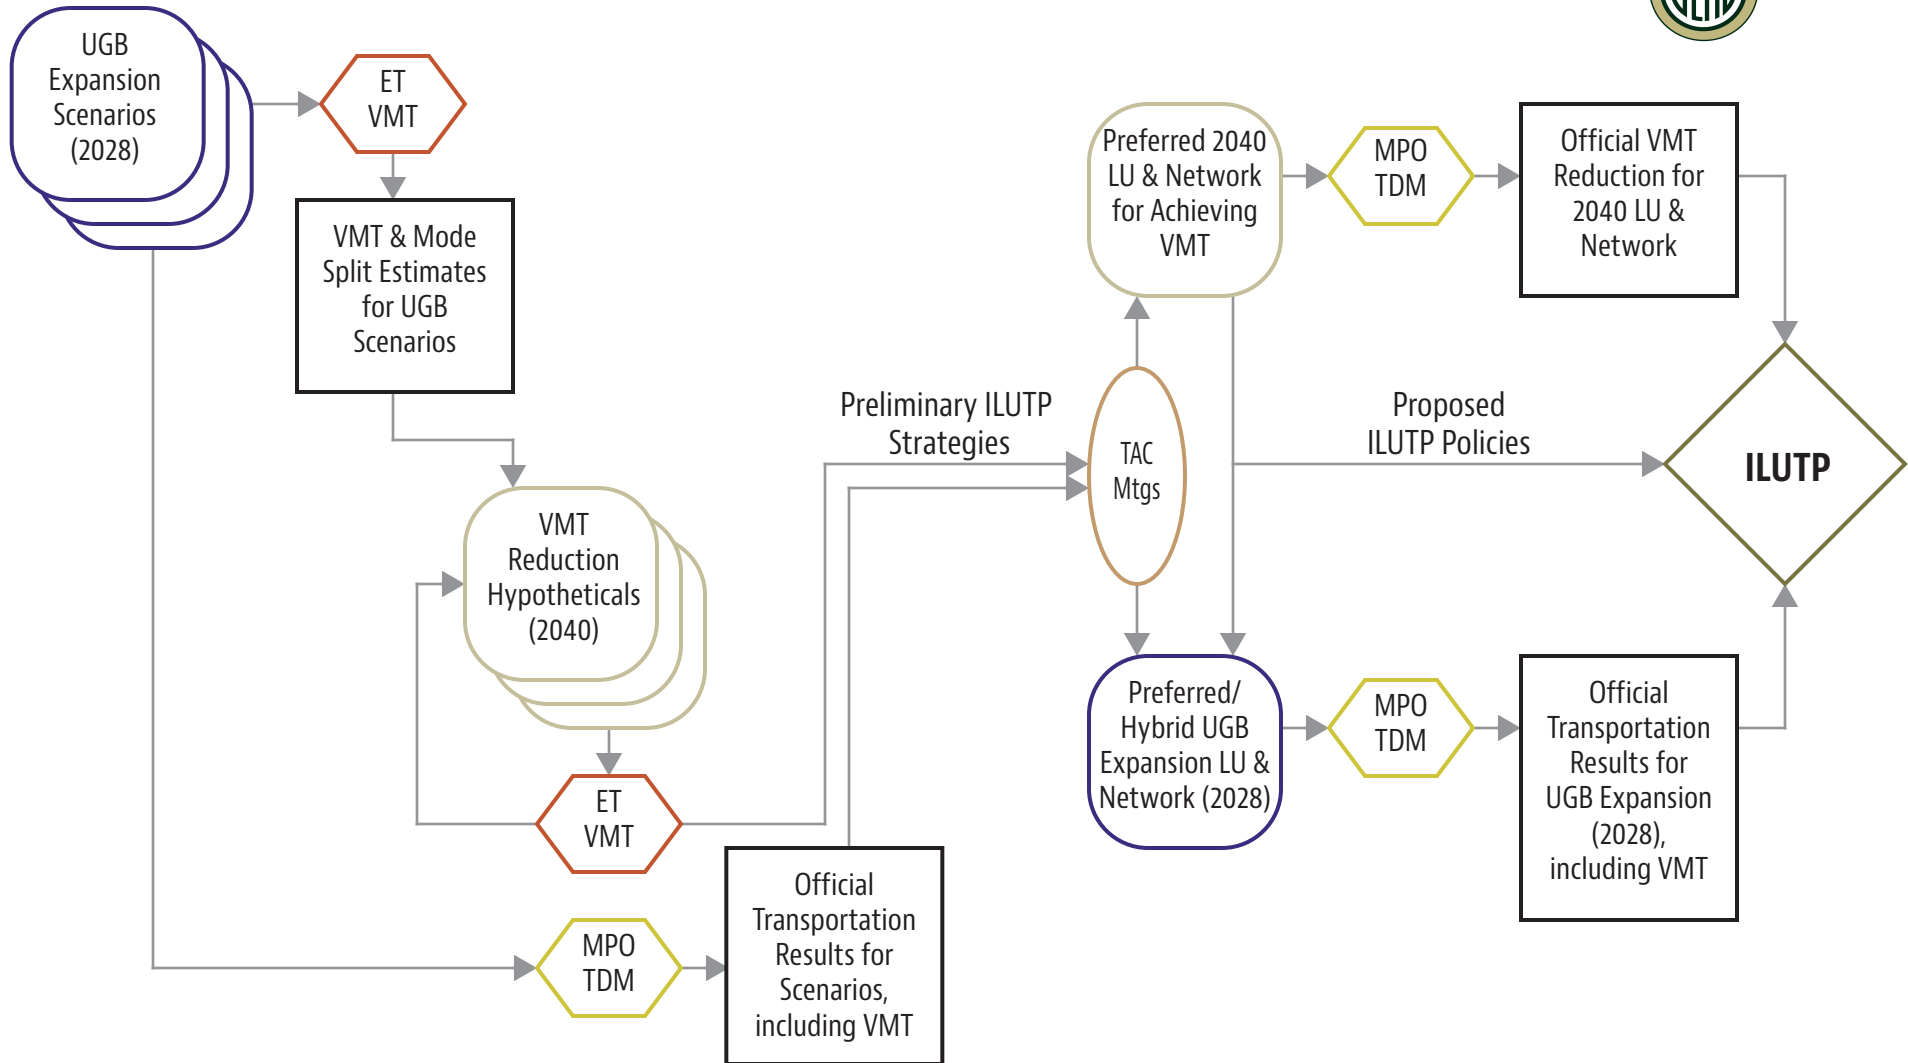 UGB
Expansion
Scenarios
(2028)
ET
VMT
VMT & Mode
Split Estimates
for UGB
Scenarios
VMT
Reduction
Hypotheticals
(2040)
ET
VMT
MPO
TDM
Official
Transportation
Results for
Scenarios,
including VMT
Preliminary ILUTP
Strategies
TAC
Mtgs
Preferred 2040
LU & Network
for Achieving
VMT
MPO
TDM
Official VMT
Reduction for
2040 LU &
Network
Proposed
ILUTP Policies
ILUTP
Preferred/
Hybrid UGB
Expansion LU &
Network (2028)
MPO
TDM
Official
Transportation
Results for
UGB Expansion
(2028),
including VMT